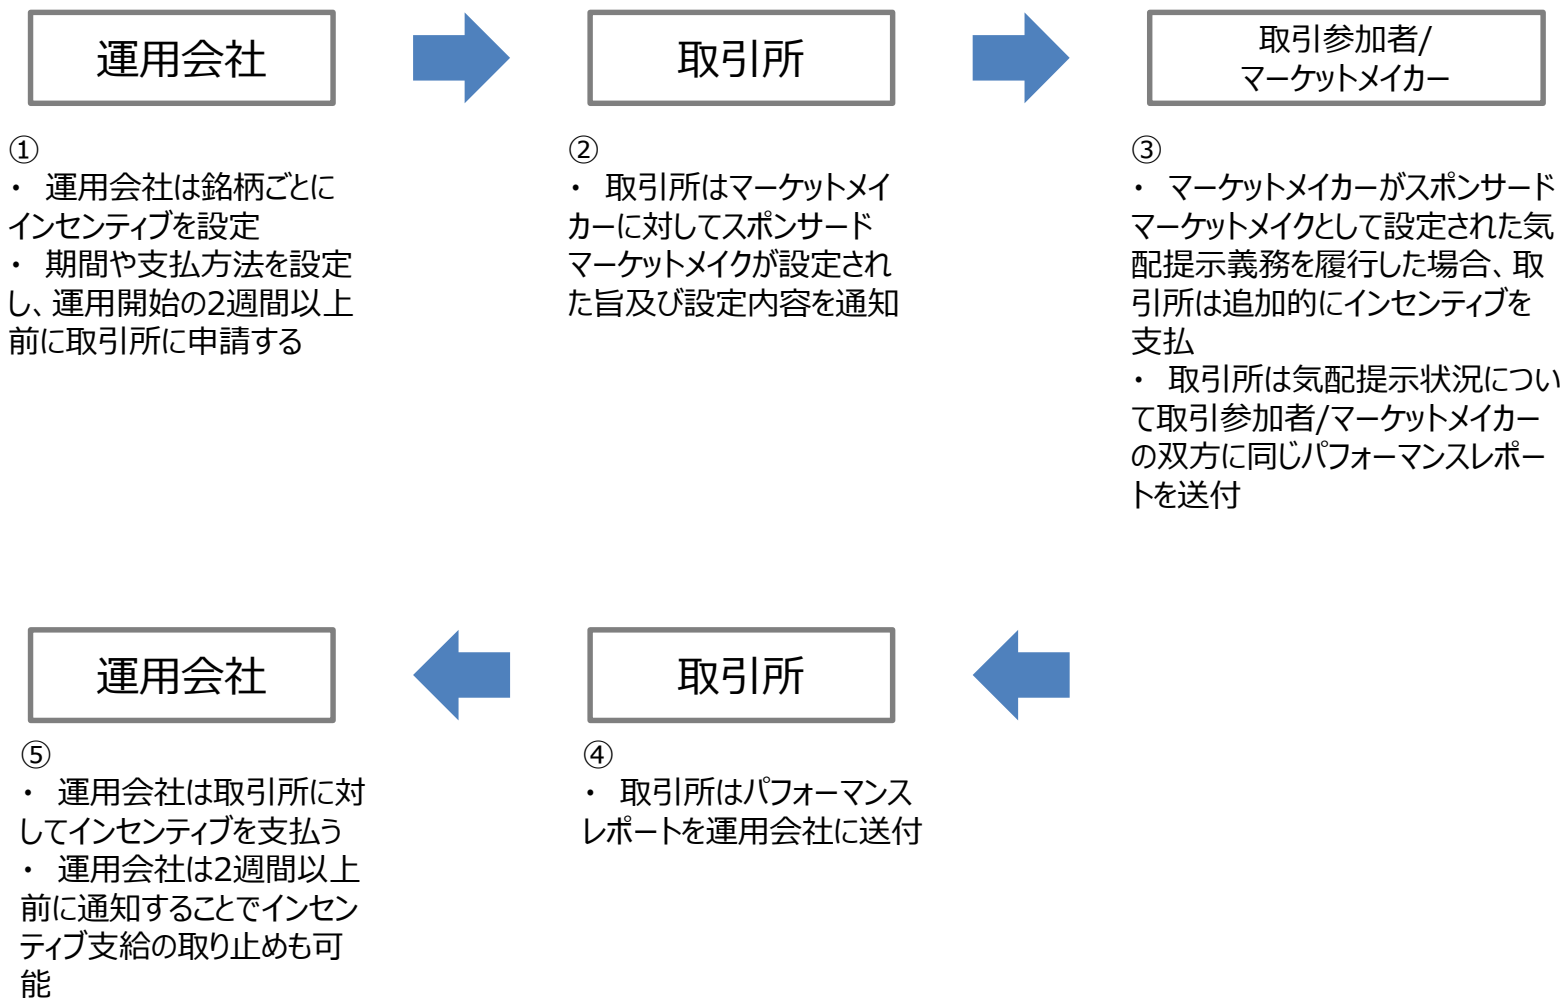 運用会社
取引所
取引参加者/
マーケットメイカー
①
・ 運用会社は銘柄ごとに
インセンティブを設定
・ 期間や支払方法を設定
し、運用開始の2週間以上
前に取引所に申請する
②
・ 取引所はマーケットメイ
カーに対してスポンサード
マーケットメイクが設定され
た旨及び設定内容を通知
③
・ マーケットメイカーがスポンサード
マーケットメイクとして設定された気
配提示義務を履行した場合、取
引所は追加的にインセンティブを
支払
・ 取引所は気配提示状況につい
て取引参加者/マーケットメイカー
の双方に同じパフォーマンスレポー
トを送付
運用会社
取引所
⑤
・ 運用会社は取引所に対
してインセンティブを支払う
・ 運用会社は2週間以上
前に通知することでインセン
ティブ支給の取り止めも可
能
④
・ 取引所はパフォーマンス
レポートを運用会社に送付